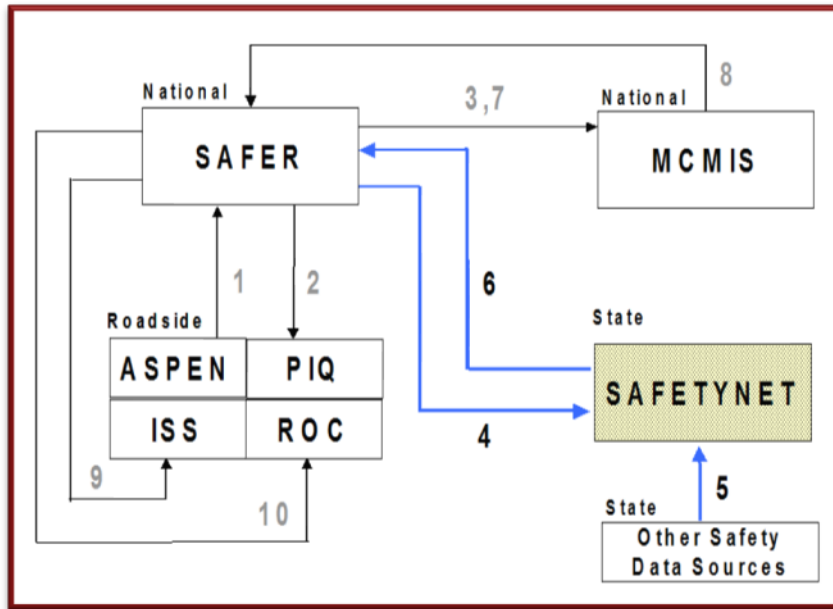 8
National
3,7
National
SAFER
MCMIS
1
2
6
State
Roadside
ASPEN
PIQ
SAFETYNET
ISS
ROC
4
9
5
10
State
Other Safety
Data Sources